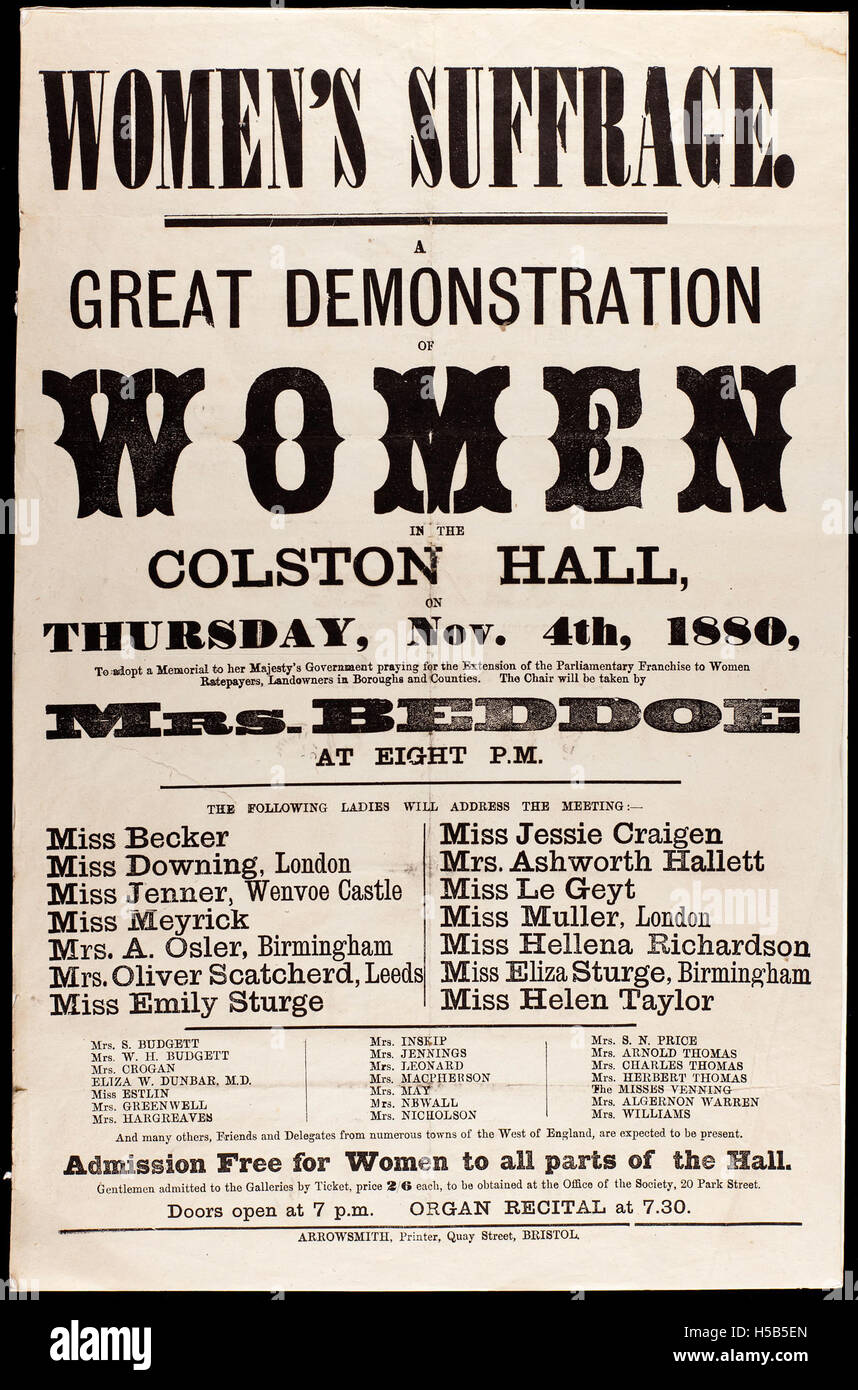 WOMEN'S SUFFRAGE.
A
GREAT DEMONSTRATION
OF
WOMEN
IN THE
COLSTON HALL,
ON
THURSDAY, Nov. 4th, 1880,
To adopt a Memorial to her Majesty's Government praying for the Extension of the Parliamentary Franchise to Women
Ratepayers, Landowners in Boroughs and Counties. The Chair will be taken by
MRS. BEDDOE
AT EIGHT P.M.
THE FOLLOWING LADIES WILL ADDRESS THE MEETING:—
Miss Becker
Miss Downing, London
Miss Jenner, Wenvoe Castle
Miss Meyrick
Mrs. A. Osler, Birmingham
Mrs. Oliver Scatcherd, Leeds
Miss Emily Sturge
Miss Jessie Craigen
Mrs. Ashworth Hallett
Miss Le Geyt
Miss Muller, London
Miss Hellena Richardson
Miss Eliza Sturge, Birmingham
Miss Helen Taylor
Mrs. S. BUDGETT
Mrs. W. H. BUDGETT
Mrs. CROGAN
ELIZA W. DUNBAR, M.D.
Miss ESTLIN
Mrs. GREENWELL
Mrs. HARGREAVES
Mrs. INSKIP
Mrs. JENNINGS
Mrs. LEONARD
Mrs. MACPHERSON
Mrs. MAY
Mrs. NEWALL
Mrs. NICHOLSON
Mrs. S. N. PRICE
Mrs. ARNOLD THOMAS
Mrs. CHARLES THOMAS
Mrs. HERBERT THOMAS
The MISSES VENNING
Mrs. ALGERNON WARREN
Mrs. WILLIAMS
And many others, Friends and Delegates from numerous towns of the West of England, are expected to be present.
Admission Free for Women to all parts of the Hall.
Gentlemen admitted to the Galleries by Ticket, price 2/6 each, to be obtained at the Office of the Society, 20 Park Street.
Doors open at 7 p.m. ORGAN RECITAL at 7.30.
ARROWSMITH, Printer, Quay Street, BRISTOL.
alamy
Image ID: H5B5EN
www.alamy.com